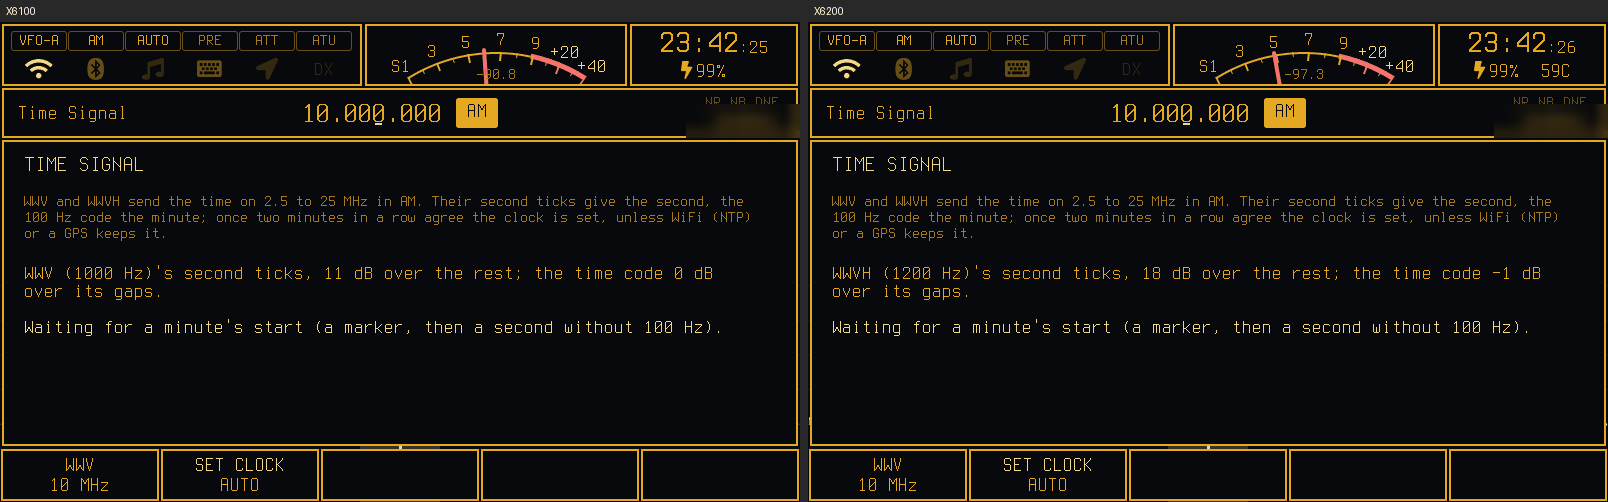 X6100
VFO-A AM AUTO PRE ATT ATU
DX
S1 3 5 7 9 +20 +40
-90.8
23:42:25
99%
Time Signal 10.000.000 AM
NR NB DNF
TIME SIGNAL
WWV and WWVH send the time on 2.5 to 25 MHz in AM. Their second ticks give the second, the
100 Hz code the minute; once two minutes in a row agree the clock is set, unless WiFi (NTP)
or a GPS keeps it.
WWV (1000 Hz)'s second ticks, 11 dB over the rest; the time code 0 dB
over its gaps.
Waiting for a minute's start (a marker, then a second without 100 Hz).
WWV
10 MHz
SET CLOCK
AUTO
X6200
VFO-A AM AUTO PRE ATT ATU
DX
S1 3 5 7 9 +20 +40
-97.3
23:42:26
99% 59C
Time Signal 10.000.000 AM
NR NB DNF
TIME SIGNAL
WWV and WWVH send the time on 2.5 to 25 MHz in AM. Their second ticks give the second, the
100 Hz code the minute; once two minutes in a row agree the clock is set, unless WiFi (NTP)
or a GPS keeps it.
WWVH (1200 Hz)'s second ticks, 18 dB over the rest; the time code -1 dB
over its gaps.
Waiting for a minute's start (a marker, then a second without 100 Hz).
WWV
10 MHz
SET CLOCK
AUTO